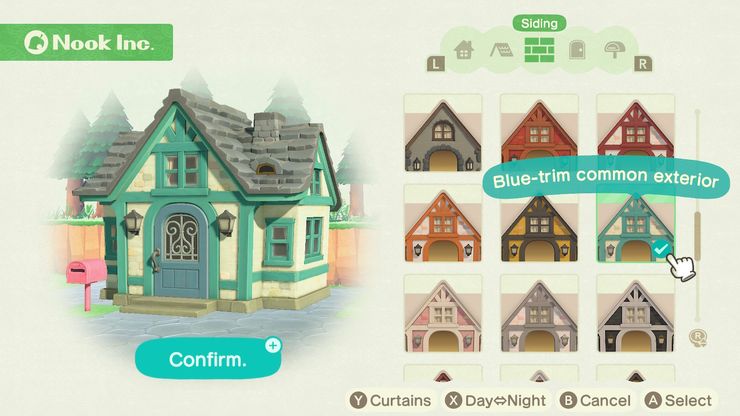 Nook Inc.
Siding
L
R
Blue-trim common exterior
Confirm.
R
Y Curtains X Day⇔Night B Cancel A Select